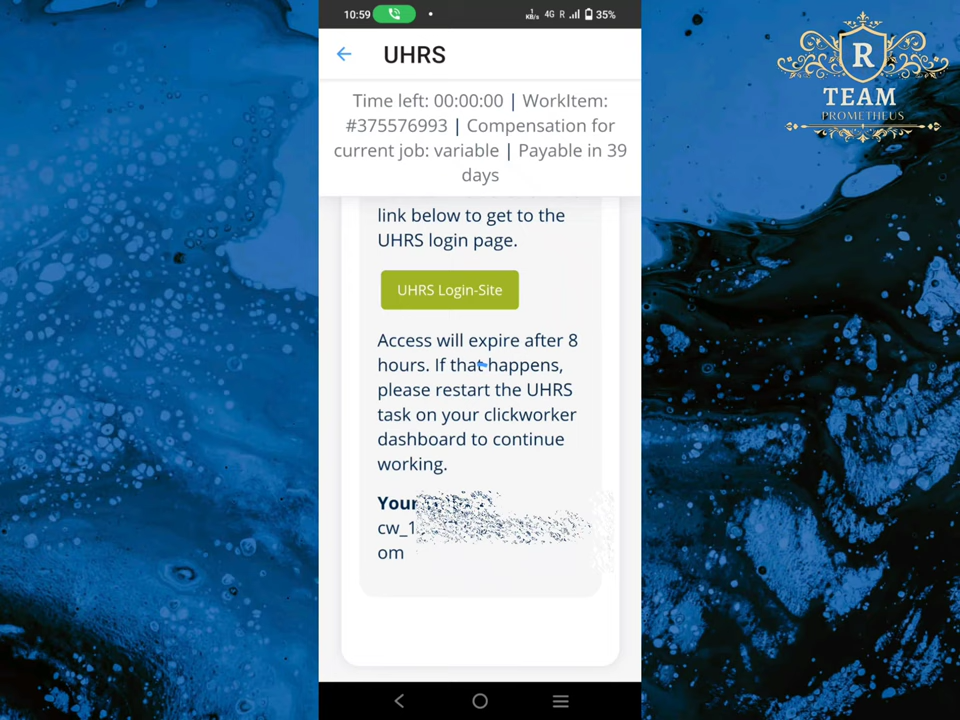 10:59
1
KB/s
4G R
35%
UHRS
Time left: 00:00:00 | WorkItem:
#375576993 | Compensation for
current job: variable | Payable in 39
days
link below to get to the
UHRS login page.
UHRS Login-Site
Access will expire after 8
hours. If that happens,
please restart the UHRS
task on your clickworker
dashboard to continue
working.
Your
cw_1
om
R
TEAM
PROMETHEUS